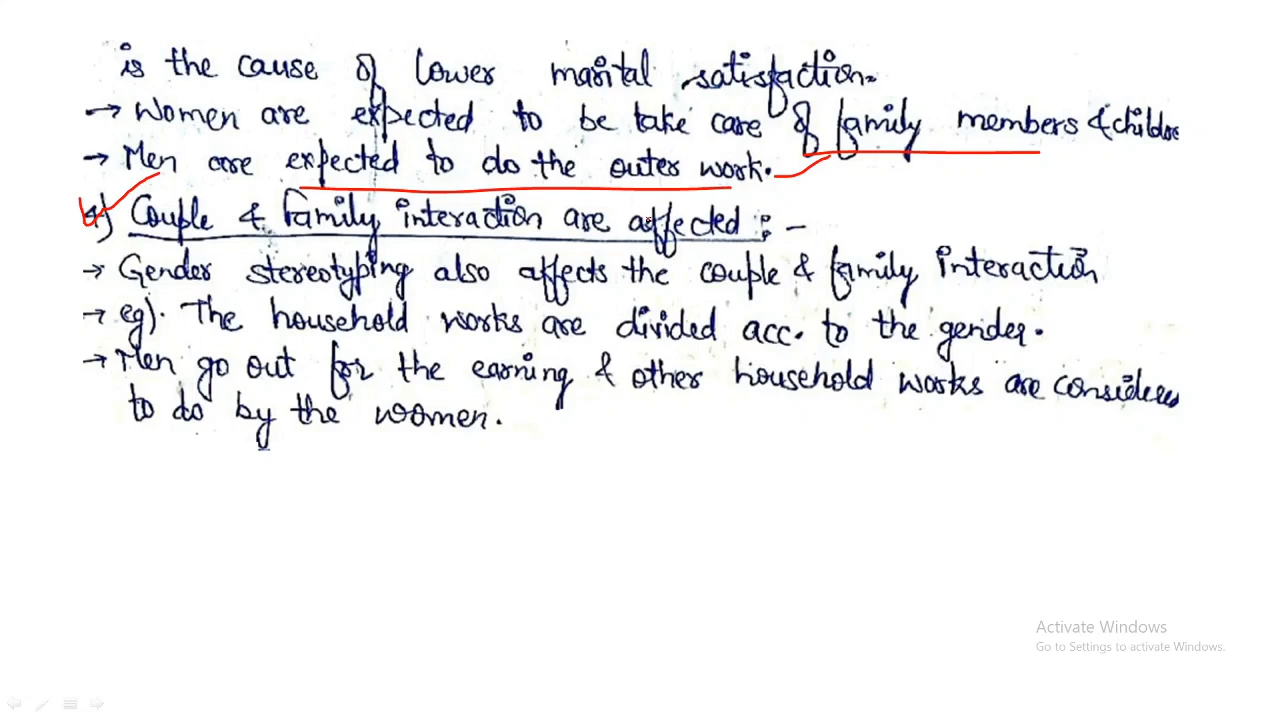 is the cause of lower marital satisfaction.
→ Women are expected to be take care of family members & childre
→ Men are expected to do the outer work.
4) Couple & Family interaction are affected :-
→ Gender stereotyping also affects the couple & family interaction
→ eg). The household works are divided acc. to the gender.
→ Men go out for the earning & other household works are considered
to do by the women.
Activate Windows
Go to Settings to activate Windows.